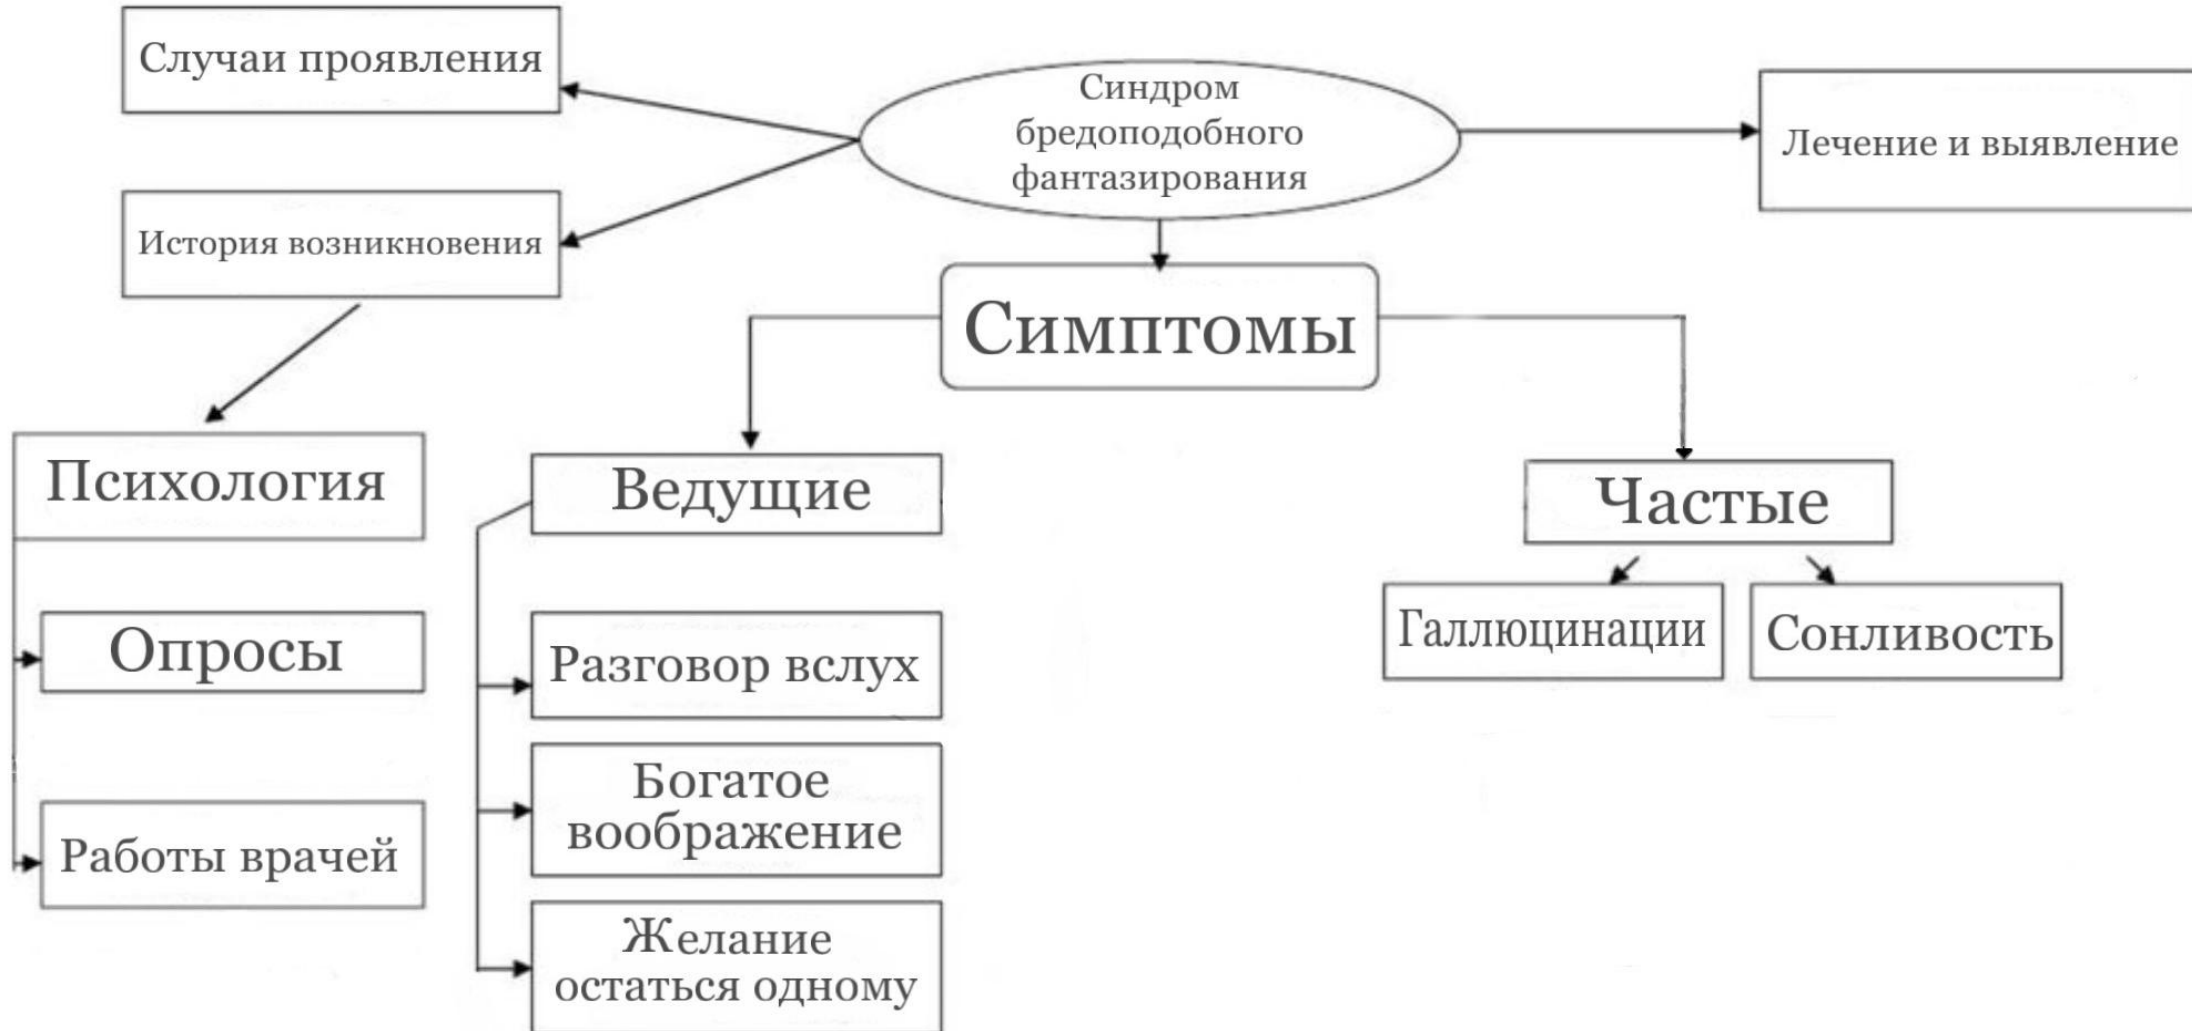 Случаи проявления
Синдром
бредоподобного
фантазирования
Лечение и выявление
История возникновения
Симптомы
Психология
Ведущие
Частые
Опросы
Разговор вслух
Галлюцинации
Сонливость
Богатое
воображение
Работы врачей
Желание
остаться одному